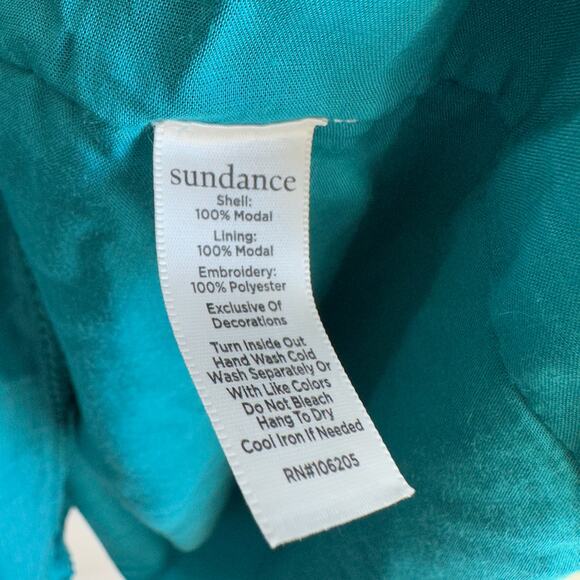 sundance
Shell:
100% Modal
Lining:
100% Modal
Embroidery:
100% Polyester
Exclusive Of
Decorations
Turn Inside Out
Hand Wash Cold
Wash Separately Or
With Like Colors
Do Not Bleach
Hang To Dry
Cool Iron If Needed
RN#106205